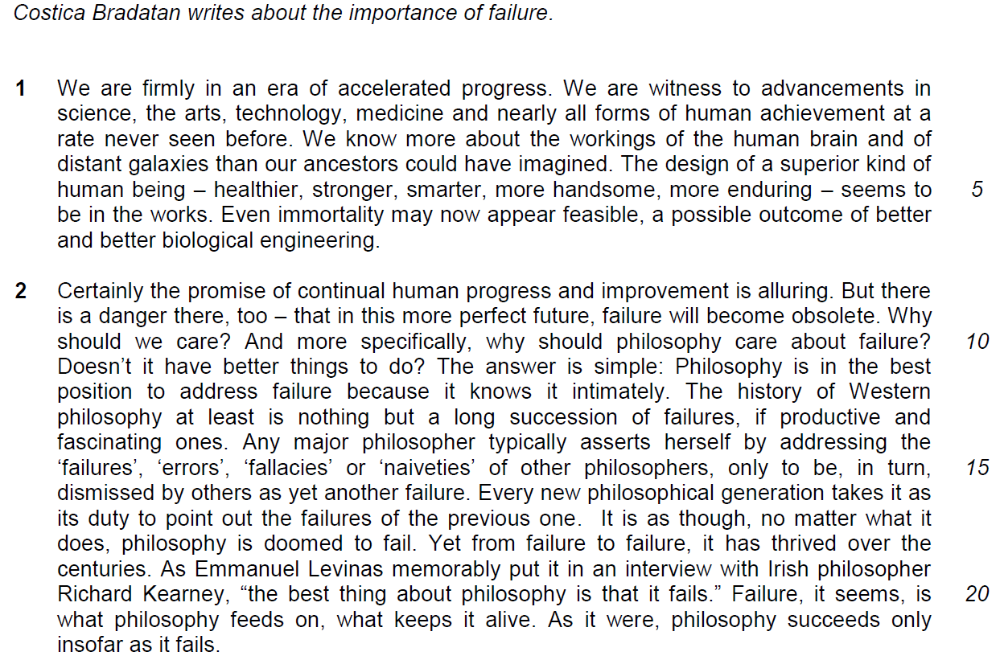 Costica Bradatan writes about the importance of failure.
1 We are firmly in an era of accelerated progress. We are witness to advancements in
science, the arts, technology, medicine and nearly all forms of human achievement at a
rate never seen before. We know more about the workings of the human brain and of
distant galaxies than our ancestors could have imagined. The design of a superior kind of
human being – healthier, stronger, smarter, more handsome, more enduring – seems to 5
be in the works. Even immortality may now appear feasible, a possible outcome of better
and better biological engineering.
2 Certainly the promise of continual human progress and improvement is alluring. But there
is a danger there, too – that in this more perfect future, failure will become obsolete. Why
should we care? And more specifically, why should philosophy care about failure? 10
Doesn’t it have better things to do? The answer is simple: Philosophy is in the best
position to address failure because it knows it intimately. The history of Western
philosophy at least is nothing but a long succession of failures, if productive and
fascinating ones. Any major philosopher typically asserts herself by addressing the
‘failures’, ‘errors’, ‘fallacies’ or ‘naiveties’ of other philosophers, only to be, in turn, 15
dismissed by others as yet another failure. Every new philosophical generation takes it as
its duty to point out the failures of the previous one. It is as though, no matter what it
does, philosophy is doomed to fail. Yet from failure to failure, it has thrived over the
centuries. As Emmanuel Levinas memorably put it in an interview with Irish philosopher
Richard Kearney, “the best thing about philosophy is that it fails.” Failure, it seems, is 20
what philosophy feeds on, what keeps it alive. As it were, philosophy succeeds only
insofar as it fails.